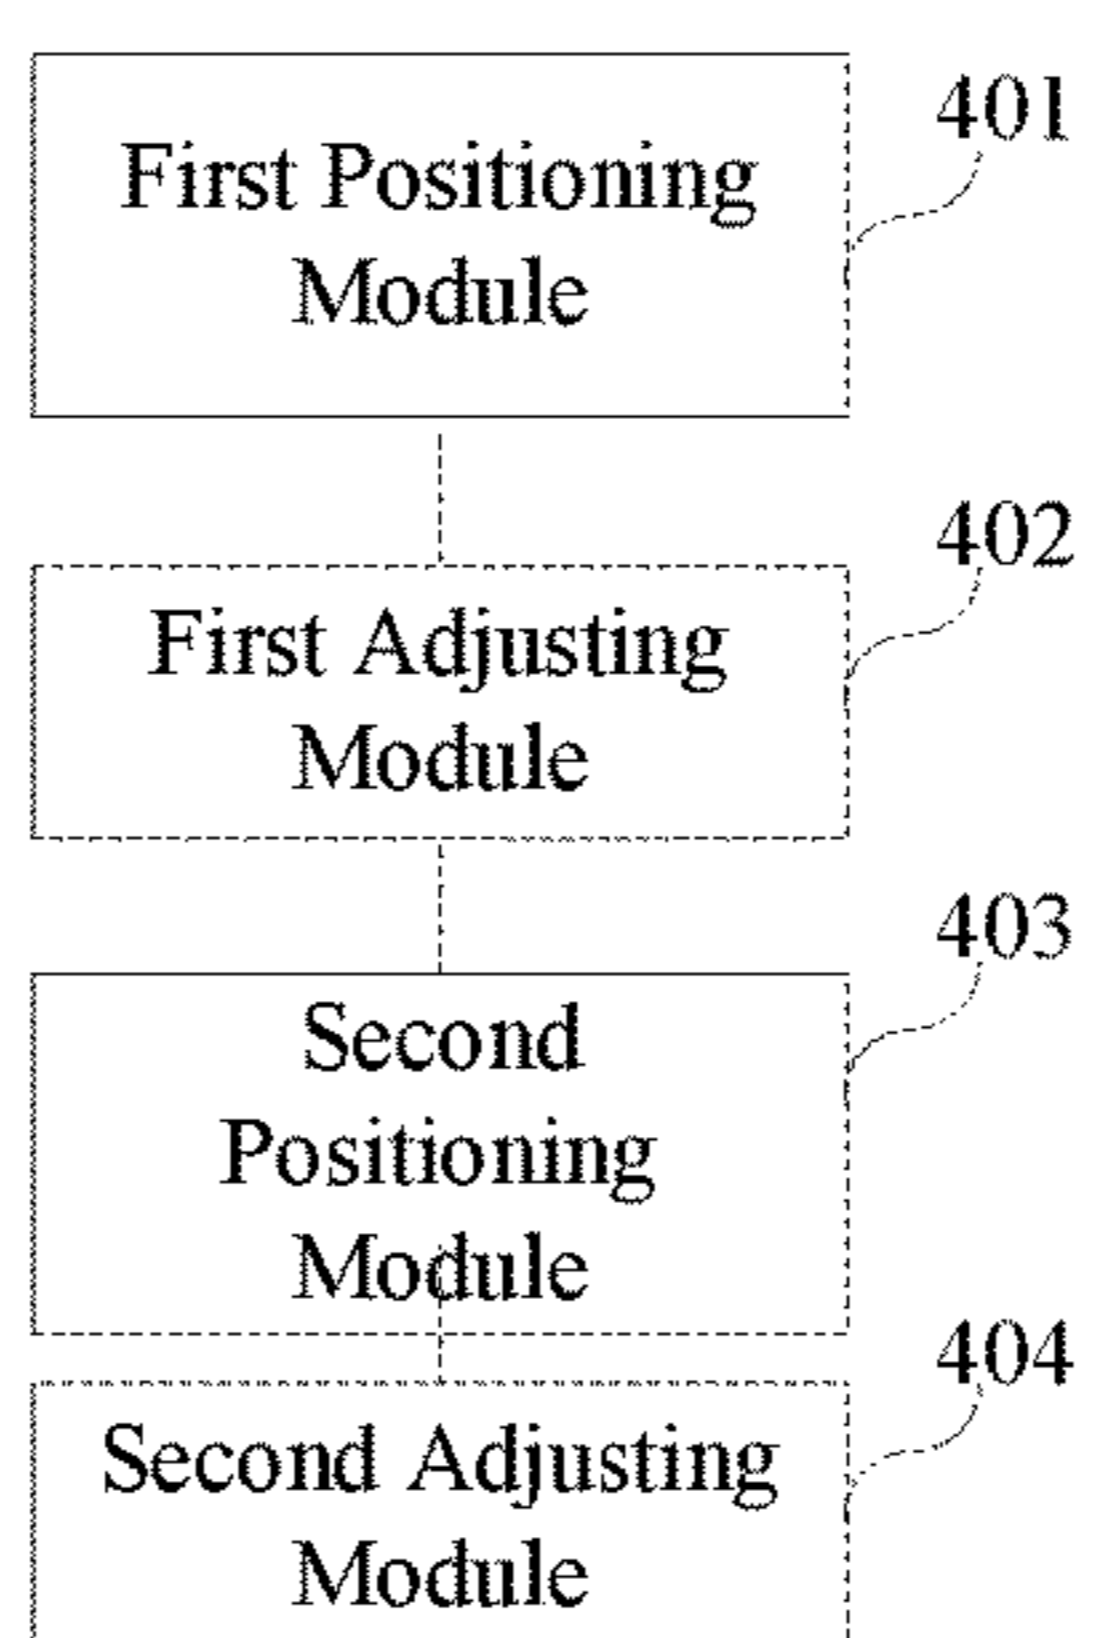 401
First Positioning
Module
402
First Adjusting
Module
403
Second
Positioning
Module
404
Second Adjusting
Module